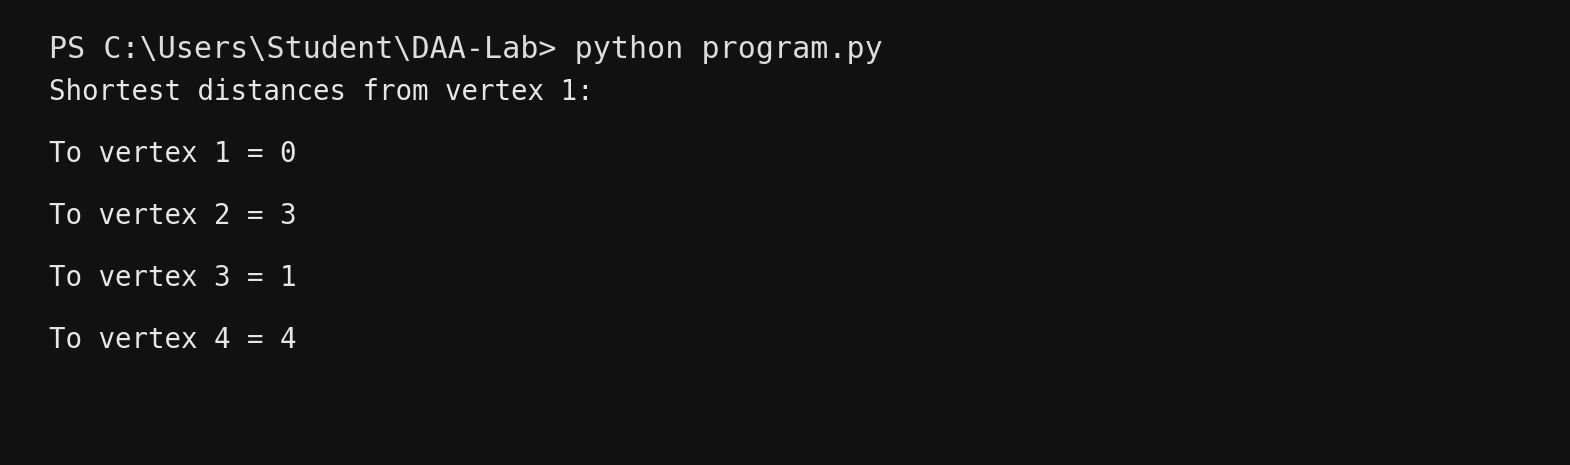 PS C:\Users\Student\DAA-Lab> python program.py
Shortest distances from vertex 1:
To vertex 1 = 0
To vertex 2 = 3
To vertex 3 = 1
To vertex 4 = 4